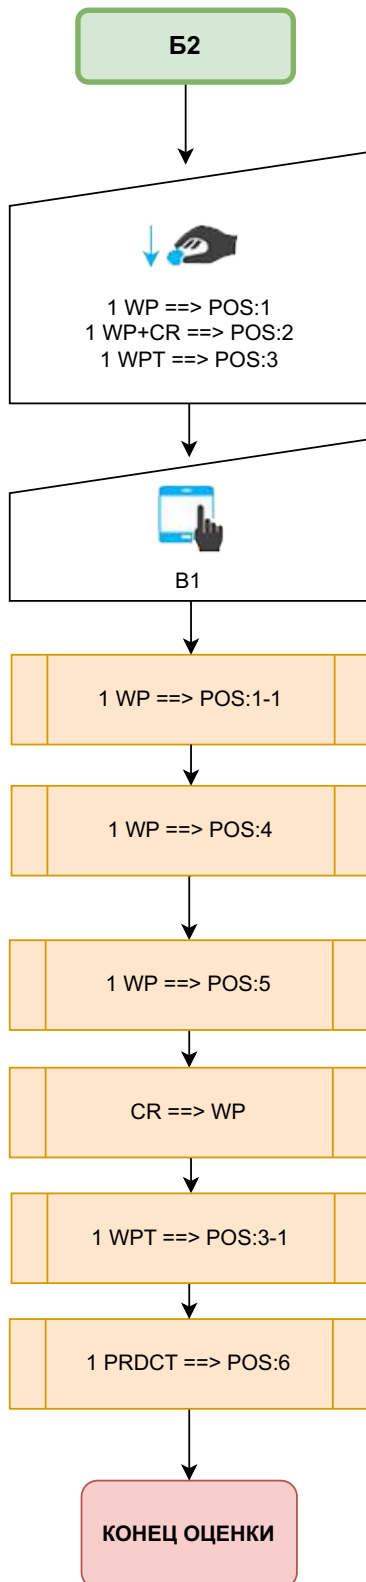 Б2
1 WP ==> POS:1
1 WP+CR ==> POS:2
1 WPT ==> POS:3
B1
1 WP ==> POS:1-1
1 WP ==> POS:4
1 WP ==> POS:5
CR ==> WP
1 WPT ==> POS:3-1
1 PRDCT ==> POS:6
КОНЕЦ ОЦЕНКИ